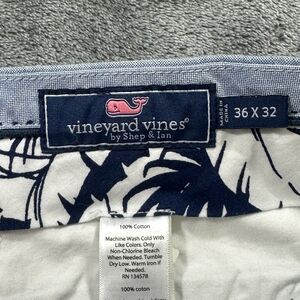 vineyard vines®
by Shep & Ian
MADE IN
CHINA
36 X 32
100% Cotton
Machine Wash Cold With
Like Colors, Only
Non-Chlorine Bleach
When Needed, Tumble
Dry Low. Warm Iron If
Needed.
RN 134578
100% coton